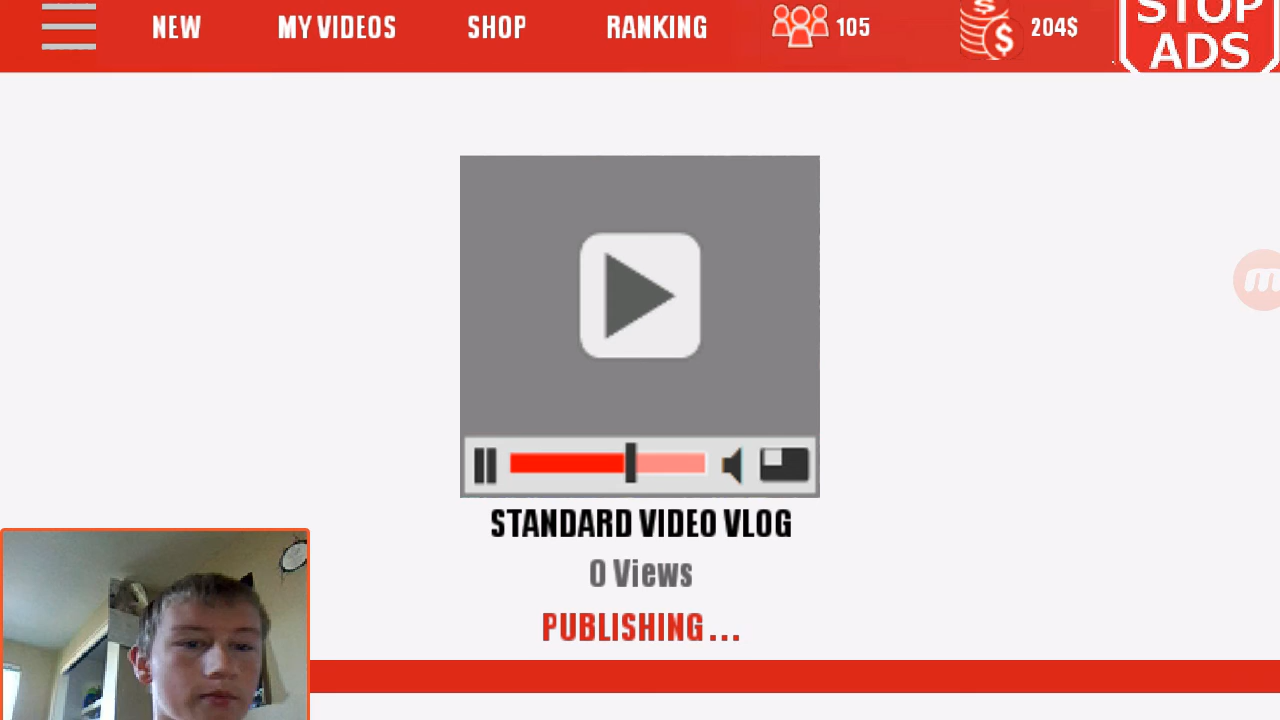 NEW MY VIDEOS SHOP RANKING 105 204$ STOP
ADS
STANDARD VIDEO VLOG
0 Views
PUBLISHING...